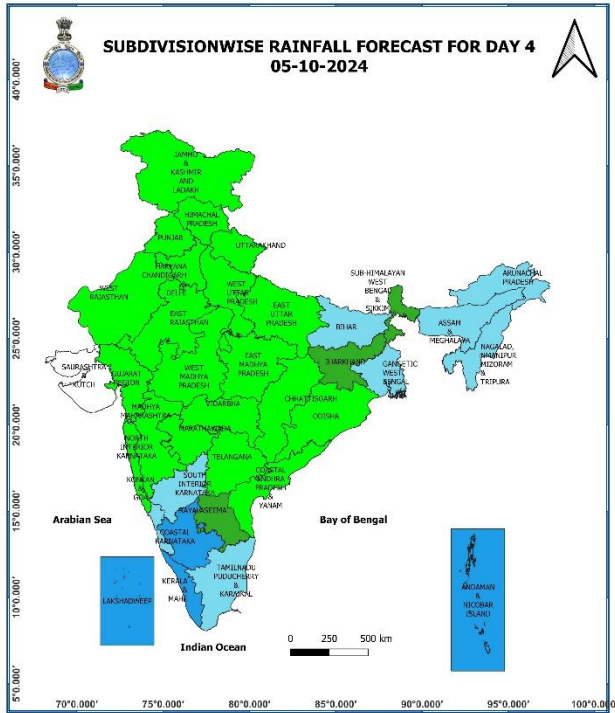 SUBDIVISIONWISE RAINFALL FORECAST FOR DAY 4
05-10-2024
40°0.000'
35°0.000'
30°0.000'
25°0.000'
20°0.000'
15°0.000'
10°0.000'
5°0.000'
JAMMU
&
KASHMIR
AND
LADAKH
HIMACHAL
PRADESH
PUNJAB
UTTARAKHAND
HARYANA
CHANDIGARH
&
DELHI
WEST
RAJASTHAN
WEST
UTTAR
PRADESH
EAST
UTTAR
PRADESH
EAST
RAJASTHAN
SUB-HIMALAYAN
WEST
BENGAL
&
SIKKIM
ARUNACHAL
PRADESH
BIHAR
ASSAM
&
MEGHALAYA
JHARKHAND
GANGETIC
WEST
BENGAL
MIZORAM
&
TRIPURA
SAURASHTRA
&
KUTCH
GUJARAT
REGION
WEST
MADHYA
PRADESH
EAST
MADHYA
PRADESH
CHHATTISGARH
ODISHA
VIDARBHA
MADHYA
MAHARASHTRA
MARATHAWADA
NORTH
INTERIOR
KARNATAKA
TELANGANA
KONKAN
&
GOA
SOUTH
INTERIOR
KARNATAKA
COASTAL
ANDHRA
PRADESH
&
YANAM
RAYALASEEMA
COASTAL
KARNATAKA
Arabian Sea
Bay of Bengal
KERALA
&
MAHE
TAMILNADU
PUDUCHERRY
&
KARAIKAL
LAKSHADWEEP
ANDAMAN
&
NICOBAR
ISLAND
Indian Ocean
0 250 500 km
70°0.000' 75°0.000' 80°0.000' 85°0.000' 90°0.000' 95°0.000' 100°0.000'